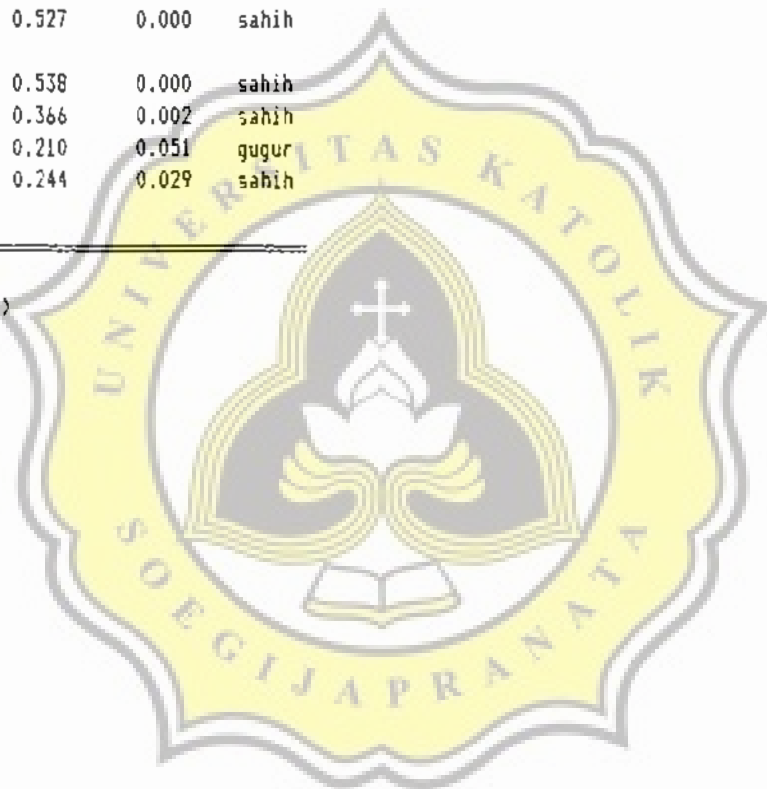 0.527 0.000 sahih
0.538 0.000 sahih
0.366 0.002 sahih
0.210 0.051 gugur
0.244 0.029 sahih
)
UNIVERSITAS KATOLIK
SOEGIJAPRANATA